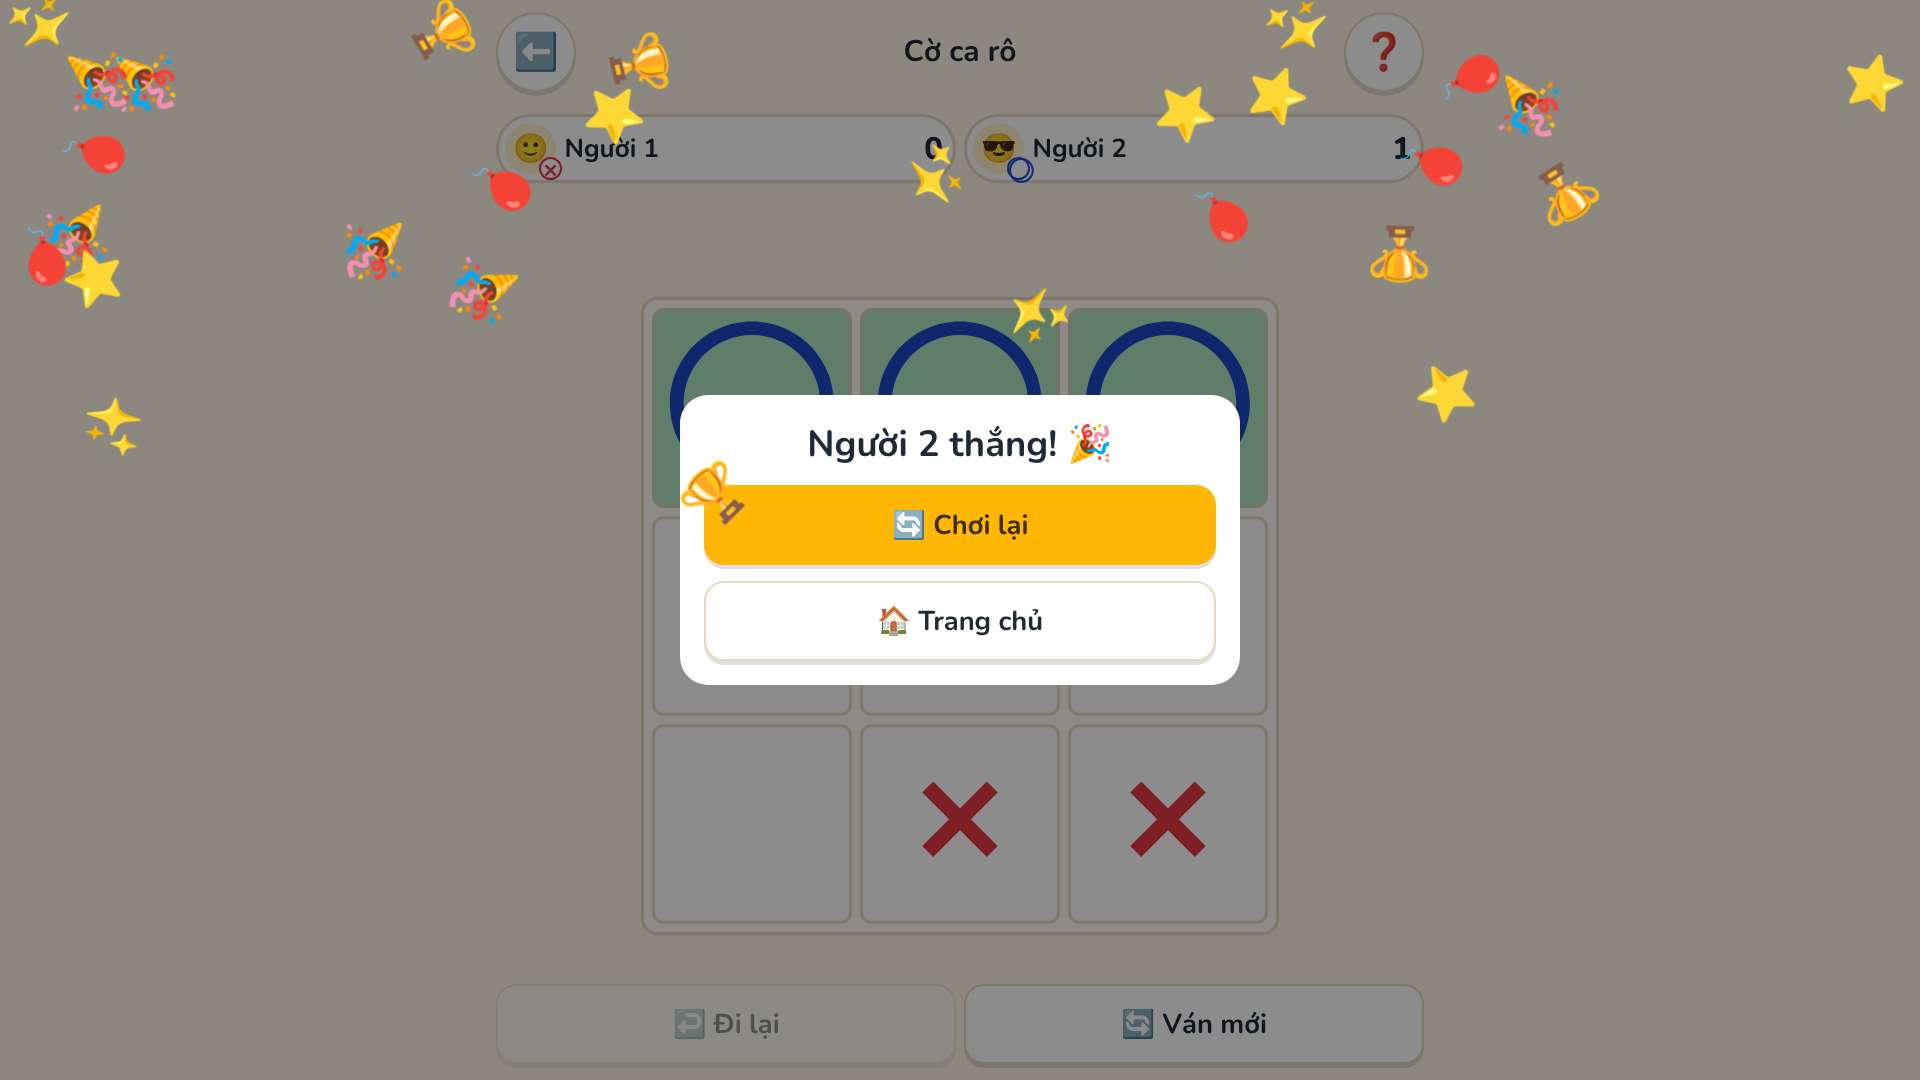 Cờ ca rô
Người 1
0
Người 2
1
Người 2 thắng!
Chơi lại
Trang chủ
Đi lại
Ván mới